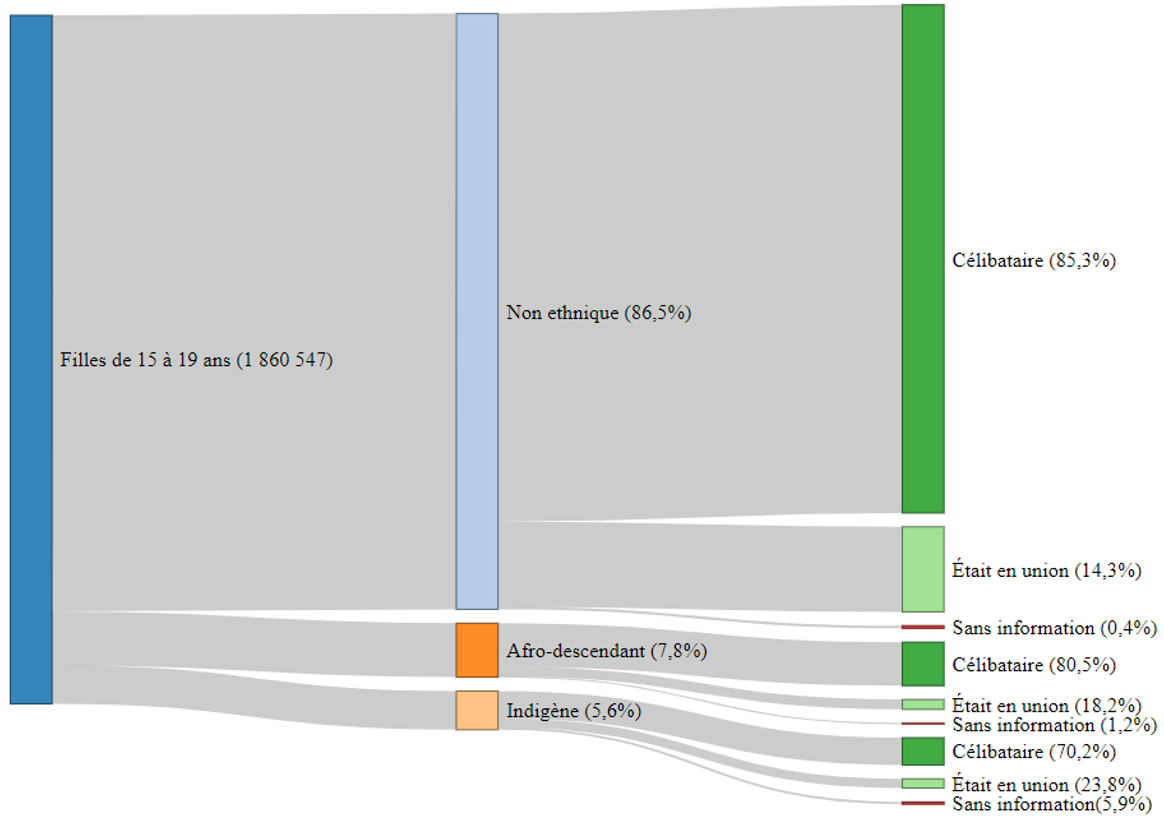 Filles de 15 à 19 ans (1 860 547)
Non ethnique (86,5%)
Afro-descendant (7,8%)
Indigène (5,6%)
Célibataire (85,3%)
Était en union (14,3%)
Sans information (0,4%)
Célibataire (80,5%)
Était en union (18,2%)
Sans information (1,2%)
Célibataire (70,2%)
Était en union (23,8%)
Sans information(5,9%)